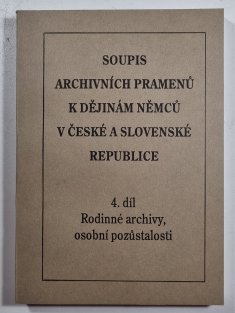 SOUPIS
ARCHIVNÍCH PRAMENŮ
K DĚJINÁM NĚMCŮ
V ČESKÉ A SLOVENSKÉ
REPUBLICE
4. díl
Rodinné archivy,
osobní pozůstalosti